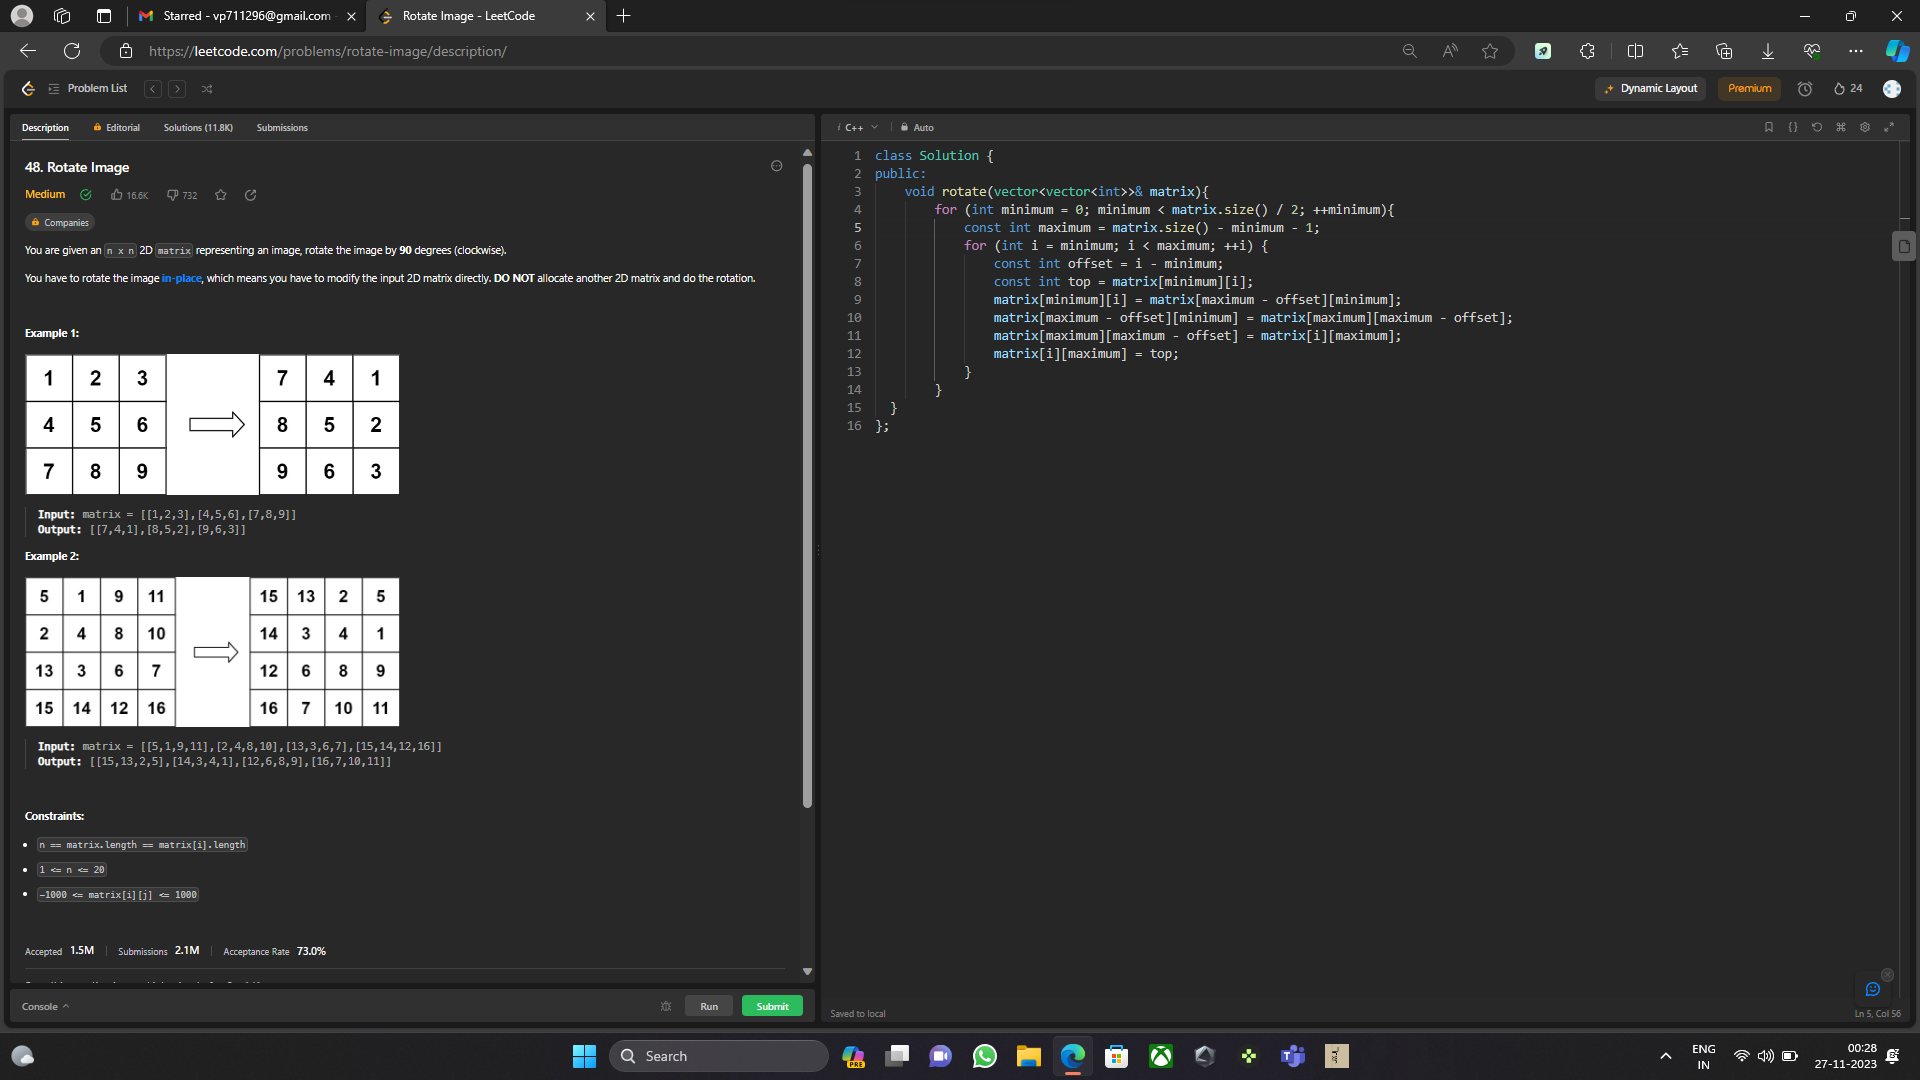 Starred - vp711296@gmail.com
Rotate Image - LeetCode
https://leetcode.com/problems/rotate-image/description/
Problem List
Dynamic Layout
Premium
24
Description
Editorial
Solutions (11.8K)
Submissions
48. Rotate Image
Medium
16.6K
732
Companies
You are given an n x n 2D matrix representing an image, rotate the image by 90 degrees (clockwise).
You have to rotate the image in-place, which means you have to modify the input 2D matrix directly. DO NOT allocate another 2D matrix and do the rotation.
Example 1:
1 2 3 7 4 1
4 5 6 8 5 2
7 8 9 9 6 3
Input: matrix = [[1,2,3],[4,5,6],[7,8,9]]
Output: [[7,4,1],[8,5,2],[9,6,3]]
Example 2:
5 1 9 11 15 13 2 5
2 4 8 10 14 3 4 1
13 3 6 7 12 6 8 9
15 14 12 16 16 7 10 11
Input: matrix = [[5,1,9,11],[2,4,8,10],[13,3,6,7],[15,14,12,16]]
Output: [[15,13,2,5],[14,3,4,1],[12,6,8,9],[16,7,10,11]]
Constraints:
n == matrix.length == matrix[i].length
1 <= n <= 20
-1000 <= matrix[i][j] <= 1000
Accepted 1.5M
Submissions 2.1M
Acceptance Rate 73.0%
Console
Run
Submit
i C++
Auto
1 class Solution {
2 public:
3 void rotate(vector<vector<int>>& matrix){
4 for (int minimum = 0; minimum < matrix.size() / 2; ++minimum){
5 const int maximum = matrix.size() - minimum - 1;
6 for (int i = minimum; i < maximum; ++i) {
7 const int offset = i - minimum;
8 const int top = matrix[minimum][i];
9 matrix[minimum][i] = matrix[maximum - offset][minimum];
10 matrix[maximum - offset][minimum] = matrix[maximum][maximum - offset];
11 matrix[maximum][maximum - offset] = matrix[i][maximum];
12 matrix[i][maximum] = top;
13 }
14 }
15 }
16 };
Saved to local
Ln 5, Col 56
Search
PRE
ENG
IN
00:28
27-11-2023